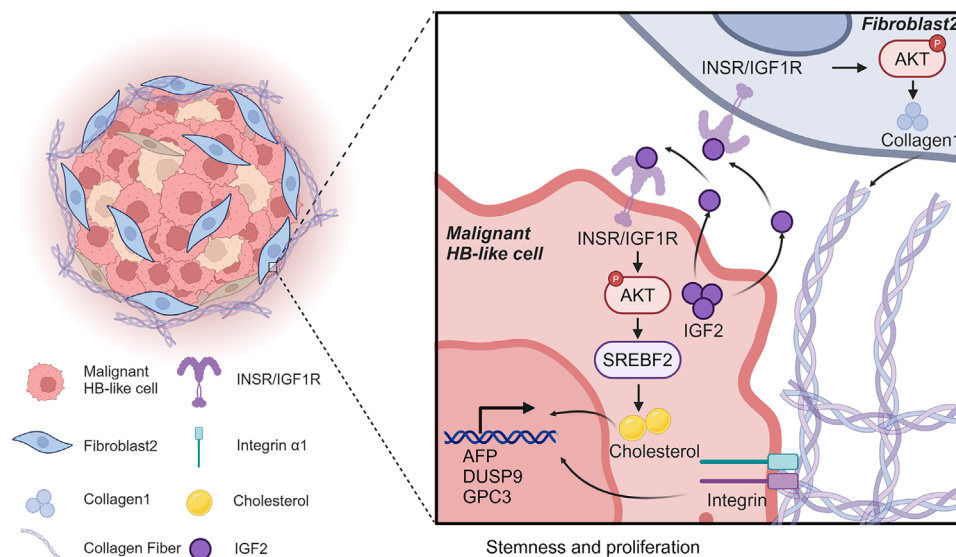 Fibroblast2
INSR/IGF1R
AKT
P
Collagen1
Malignant
HB-like cell
INSR/IGF1R
P
AKT
IGF2
SREBF2
Cholesterol
AFP
DUSP9
GPC3
Integrin
Malignant
HB-like cell
INSR/IGF1R
Fibroblast2
Integrin α1
Collagen1
Cholesterol
Collagen Fiber
IGF2
Stemness and proliferation